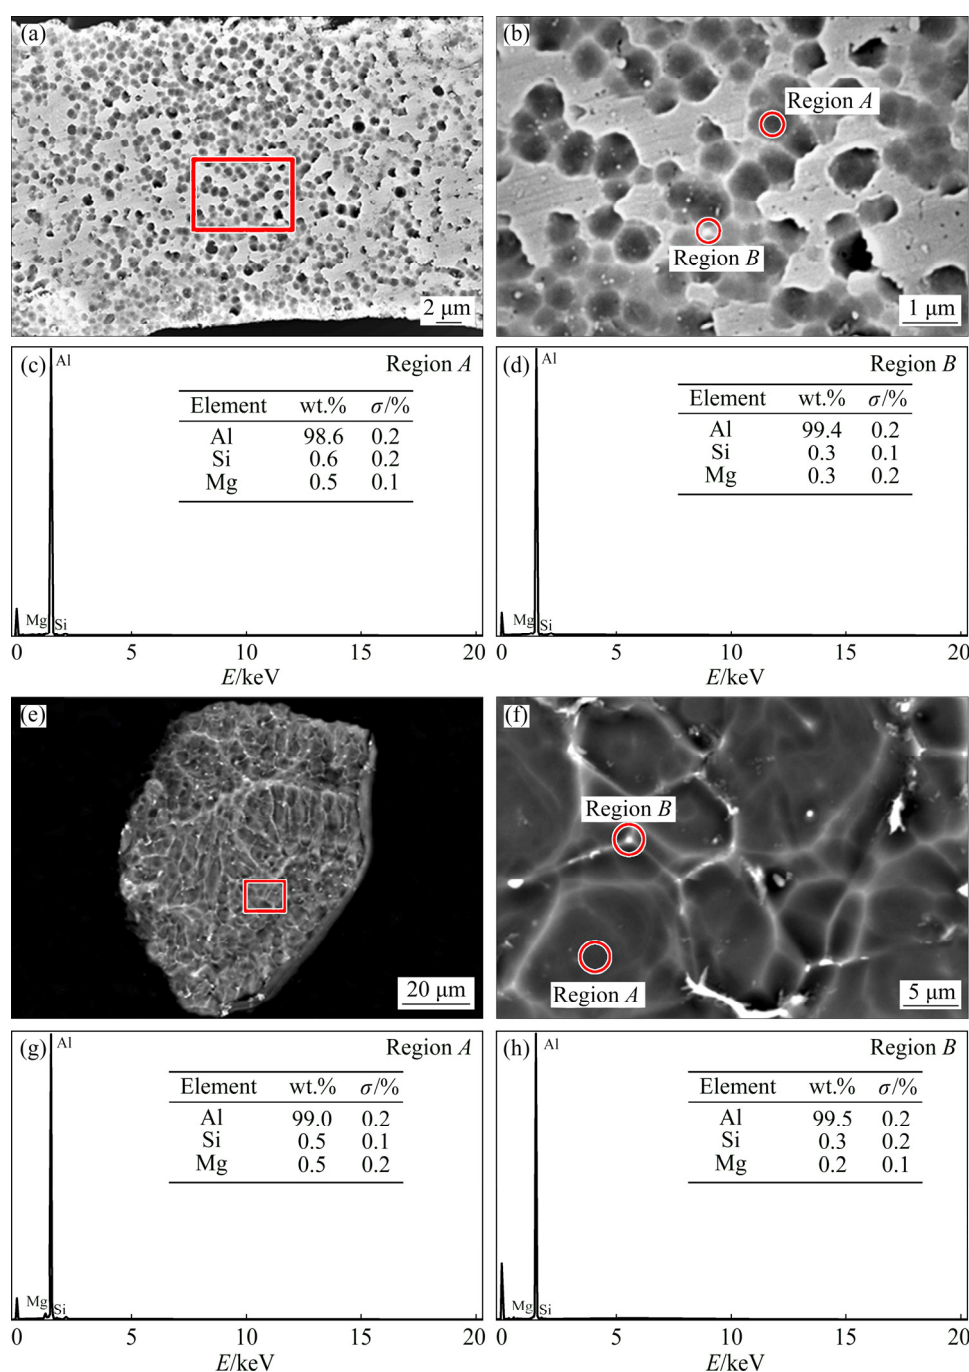 (a)
2 μm
(b)
Region A
Region B
1 μm
(c)
Al
Region A
Element wt.% σ/%
Al 98.6 0.2
Si 0.6 0.2
Mg 0.5 0.1
Mg Si
0 5 10 15 20
E/keV
(d)
Al
Region B
Element wt.% σ/%
Al 99.4 0.2
Si 0.3 0.1
Mg 0.3 0.2
Mg Si
0 5 10 15 20
E/keV
(e)
20 μm
(f)
Region B
Region A
5 μm
(g)
Al
Region A
Element wt.% σ/%
Al 99.0 0.2
Si 0.5 0.1
Mg 0.5 0.2
Mg Si
0 5 10 15 20
E/keV
(h)
Al
Region B
Element wt.% σ/%
Al 99.5 0.2
Si 0.3 0.2
Mg 0.2 0.1
Mg Si
0 5 10 15 20
E/keV